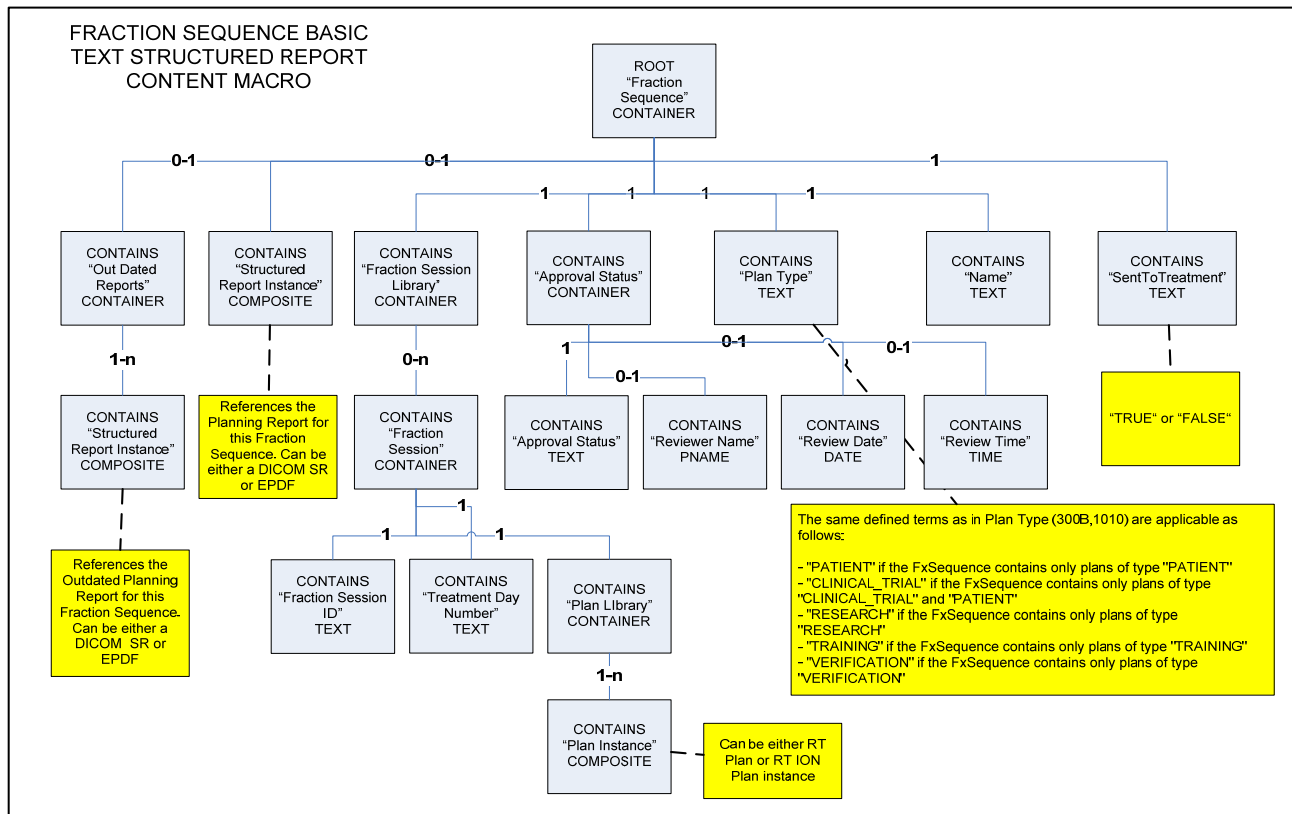 FRACTION SEQUENCE BASIC
TEXT STRUCTURED REPORT
CONTENT MACRO
ROOT
“Fraction
Sequence”
CONTAINER
0-1
0-1
1
1
1
1
1
CONTAINS
“Out Dated
Reports”
CONTAINER
CONTAINS
“Structured
Report Instance”
COMPOSITE
CONTAINS
“Fraction Session
Library”
CONTAINER
CONTAINS
“Approval Status”
CONTAINER
CONTAINS
“Plan Type”
TEXT
CONTAINS
“Name”
TEXT
CONTAINS
“SentToTreatment”
TEXT
1-n
0-n
1
0-1
0-1
0-1
CONTAINS
“Structured
Report Instance”
COMPOSITE
References the
Planning Report for
this Fraction
Sequence. Can be
either a DICOM SR
or EPDF
CONTAINS
“Fraction
Session”
CONTAINER
CONTAINS
“Approval Status”
TEXT
CONTAINS
“Reviewer Name”
PNAME
CONTAINS
“Review Date”
DATE
CONTAINS
“Review Time”
TIME
“TRUE“ or “FALSE“
1
1
1
References the
Outdated Planning
Report for this
Fraction Sequence.
Can be either a
DICOM SR or
EPDF
CONTAINS
“Fraction Session
ID”
TEXT
CONTAINS
“Treatment Day
Number”
TEXT
CONTAINS
“Plan LIbrary”
CONTAINER
The same defined terms as in Plan Type (300B,1010) are applicable as
follows:
- "PATIENT" if the FxSequence contains only plans of type "PATIENT"
- "CLINICAL_TRIAL" if the FxSequence contains only plans of type
"CLINICAL_TRIAL" and "PATIENT"
- "RESEARCH" if the FxSequence contains only plans of type
"RESEARCH"
- "TRAINING" if the FxSequence contains only plans of type "TRAINING"
- "VERIFICATION" if the FxSequence contains only plans of type
"VERIFICATION"
1-n
CONTAINS
“Plan Instance”
COMPOSITE
Can be either RT
Plan or RT ION
Plan instance